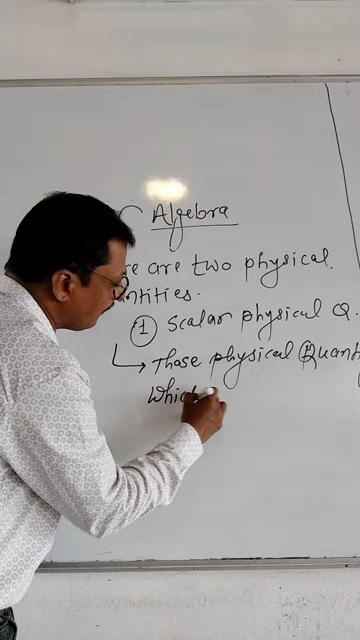 Algebra
re are two physical.
ntities.
1 Scalar physical Q.
Those physical Quant
Which